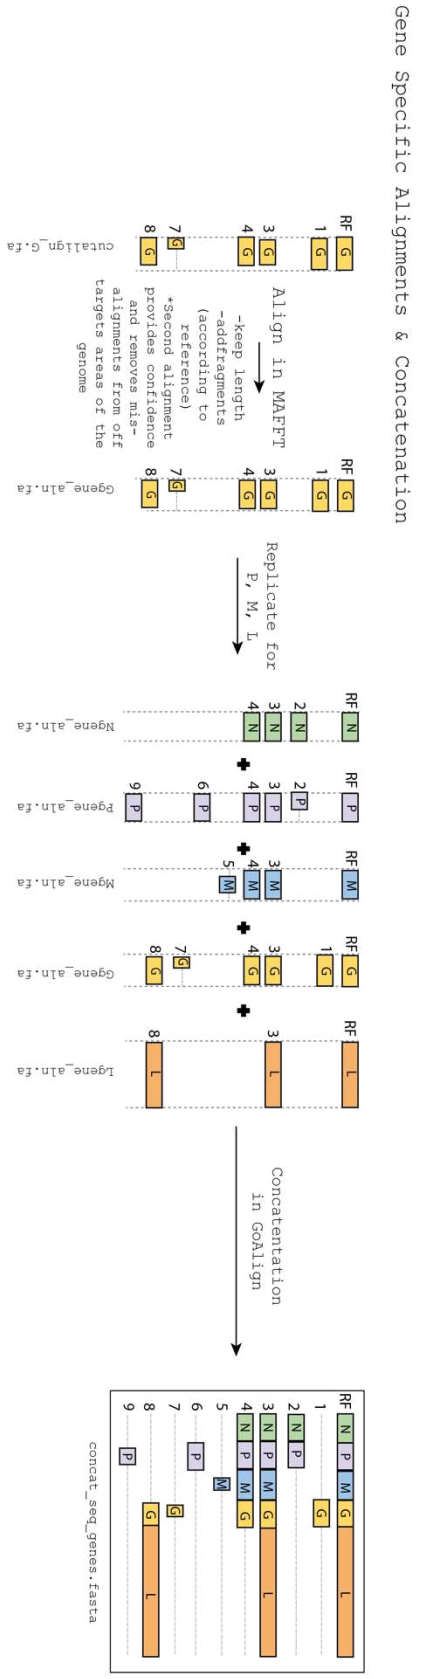 Gene Specific Alignments & Concatenation
RF G
1 G
3 G
4 G
7 G
8 G
cutalign_G.fa
Align in MAFFT
-keep length
-addfragments
(according to
reference)
*Second alignment
provides confidence
and removes mis-
alignments from off
targets areas of the
genome
RF G
1 G
3 G
4 G
7 G
8 G
Ggene_aln.fa
Replicate for
P, M, L
RF N
2 N
3 N
4 N
Ngene_aln.fa
+
RF P
2 P
3 P
4 P
6 P
9 P
Pgene_aln.fa
+
RF M
3 M
4 M
5 M
Mgene_aln.fa
+
RF G
1 G
3 G
4 G
7 G
8 G
Ggene_aln.fa
+
RF L
3 L
8 L
Lgene_aln.fa
Concatentation
in GoAlign
RF N P M G L
1 G
2 N P
3 N P M G L
4 N P M G
5 M
6 P
7 G
8 G L
9 P
concat_seq_genes.fasta